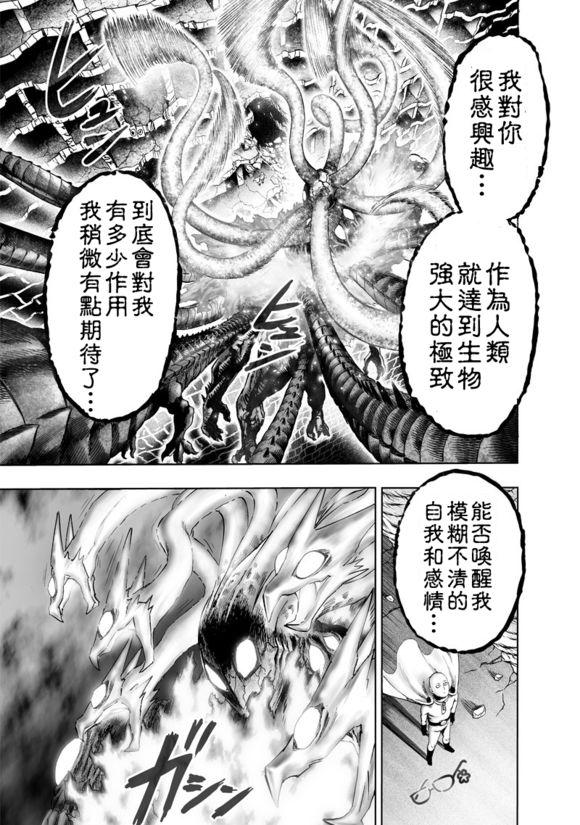 我對你
很感興趣…
作為人類
就達到生物
強大的極致
到底會對我
有多少作用
我稍微有點期待了…
ビッ
ヒュン
能否喚醒我
模糊不清的
自我和感情…
ガシン